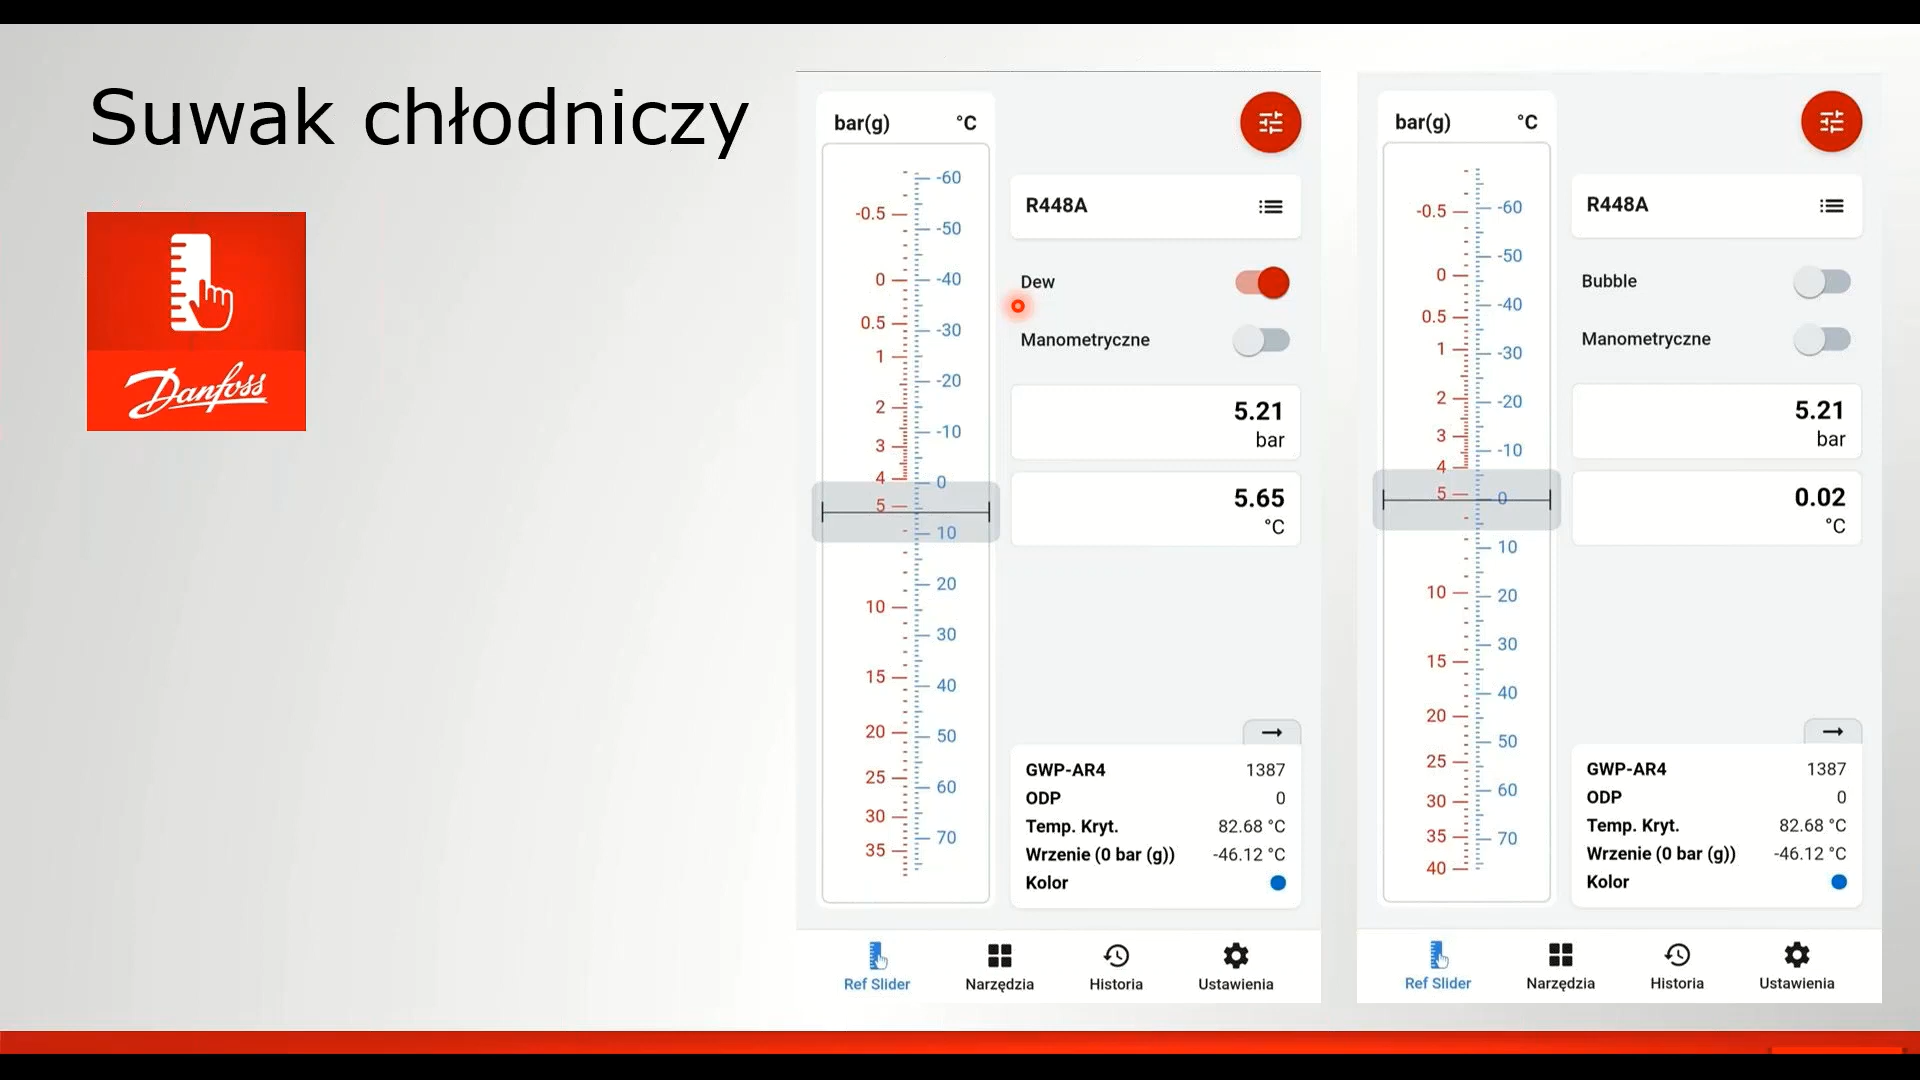 Suwak chłodniczy
Danfoss
bar(g) °C
-60
-0.5
-50
0
-40
0.5
-30
1
-20
2
-10
3
4
0
5
10
20
10
30
15
40
20
50
25
60
30
70
35
R448A
Dew
Manometryczne
5.21
bar
5.65
°C
GWP-AR4 1387
ODP 0
Temp. Kryt. 82.68 °C
Wrzenie (0 bar (g)) -46.12 °C
Kolor
Ref Slider Narzędzia Historia Ustawienia
bar(g) °C
-60
-0.5
-50
0
-40
0.5
-30
1
-20
2
-10
3
4
5
0
10
10
20
30
15
40
20
50
25
60
30
35
70
40
R448A
Bubble
Manometryczne
5.21
bar
0.02
°C
GWP-AR4 1387
ODP 0
Temp. Kryt. 82.68 °C
Wrzenie (0 bar (g)) -46.12 °C
Kolor
Ref Slider Narzędzia Historia Ustawienia